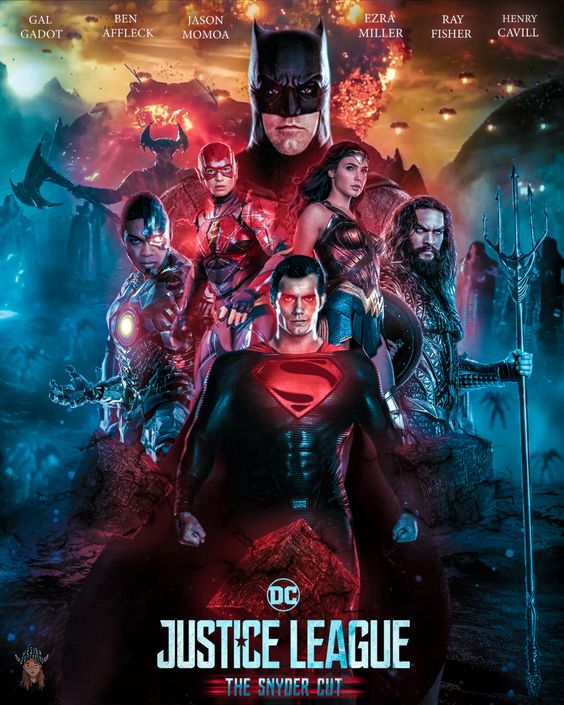 GAL BEN JASON EZRA RAY HENRY
GADOT AFFLECK MOMOA MILLER FISHER CAVILL
DC
JUSTICE LEAGUE
THE SNYDER CUT